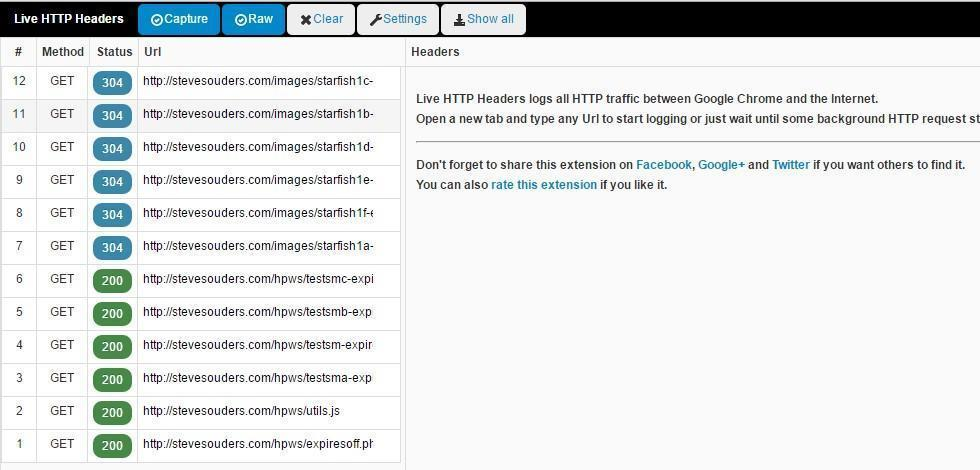 Live HTTP Headers Capture Raw Clear Settings Show all
# Method Status Url Headers
12 GET 304 http://stevesouders.com/images/starfish1c-
11 GET 304 http://stevesouders.com/images/starfish1b-
10 GET 304 http://stevesouders.com/images/starfish1d-
9 GET 304 http://stevesouders.com/images/starfish1e-
8 GET 304 http://stevesouders.com/images/starfish1f-e
7 GET 304 http://stevesouders.com/images/starfish1a-
6 GET 200 http://stevesouders.com/hpws/testsmc-expi
5 GET 200 http://stevesouders.com/hpws/testsmb-exp
4 GET 200 http://stevesouders.com/hpws/testsm-expir
3 GET 200 http://stevesouders.com/hpws/testsma-exp
2 GET 200 http://stevesouders.com/hpws/utils.js
1 GET 200 http://stevesouders.com/hpws/expiresoff.ph
Live HTTP Headers logs all HTTP traffic between Google Chrome and the Internet.
Open a new tab and type any Url to start logging or just wait until some background HTTP request st
Don't forget to share this extension on Facebook, Google+ and Twitter if you want others to find it.
You can also rate this extension if you like it.